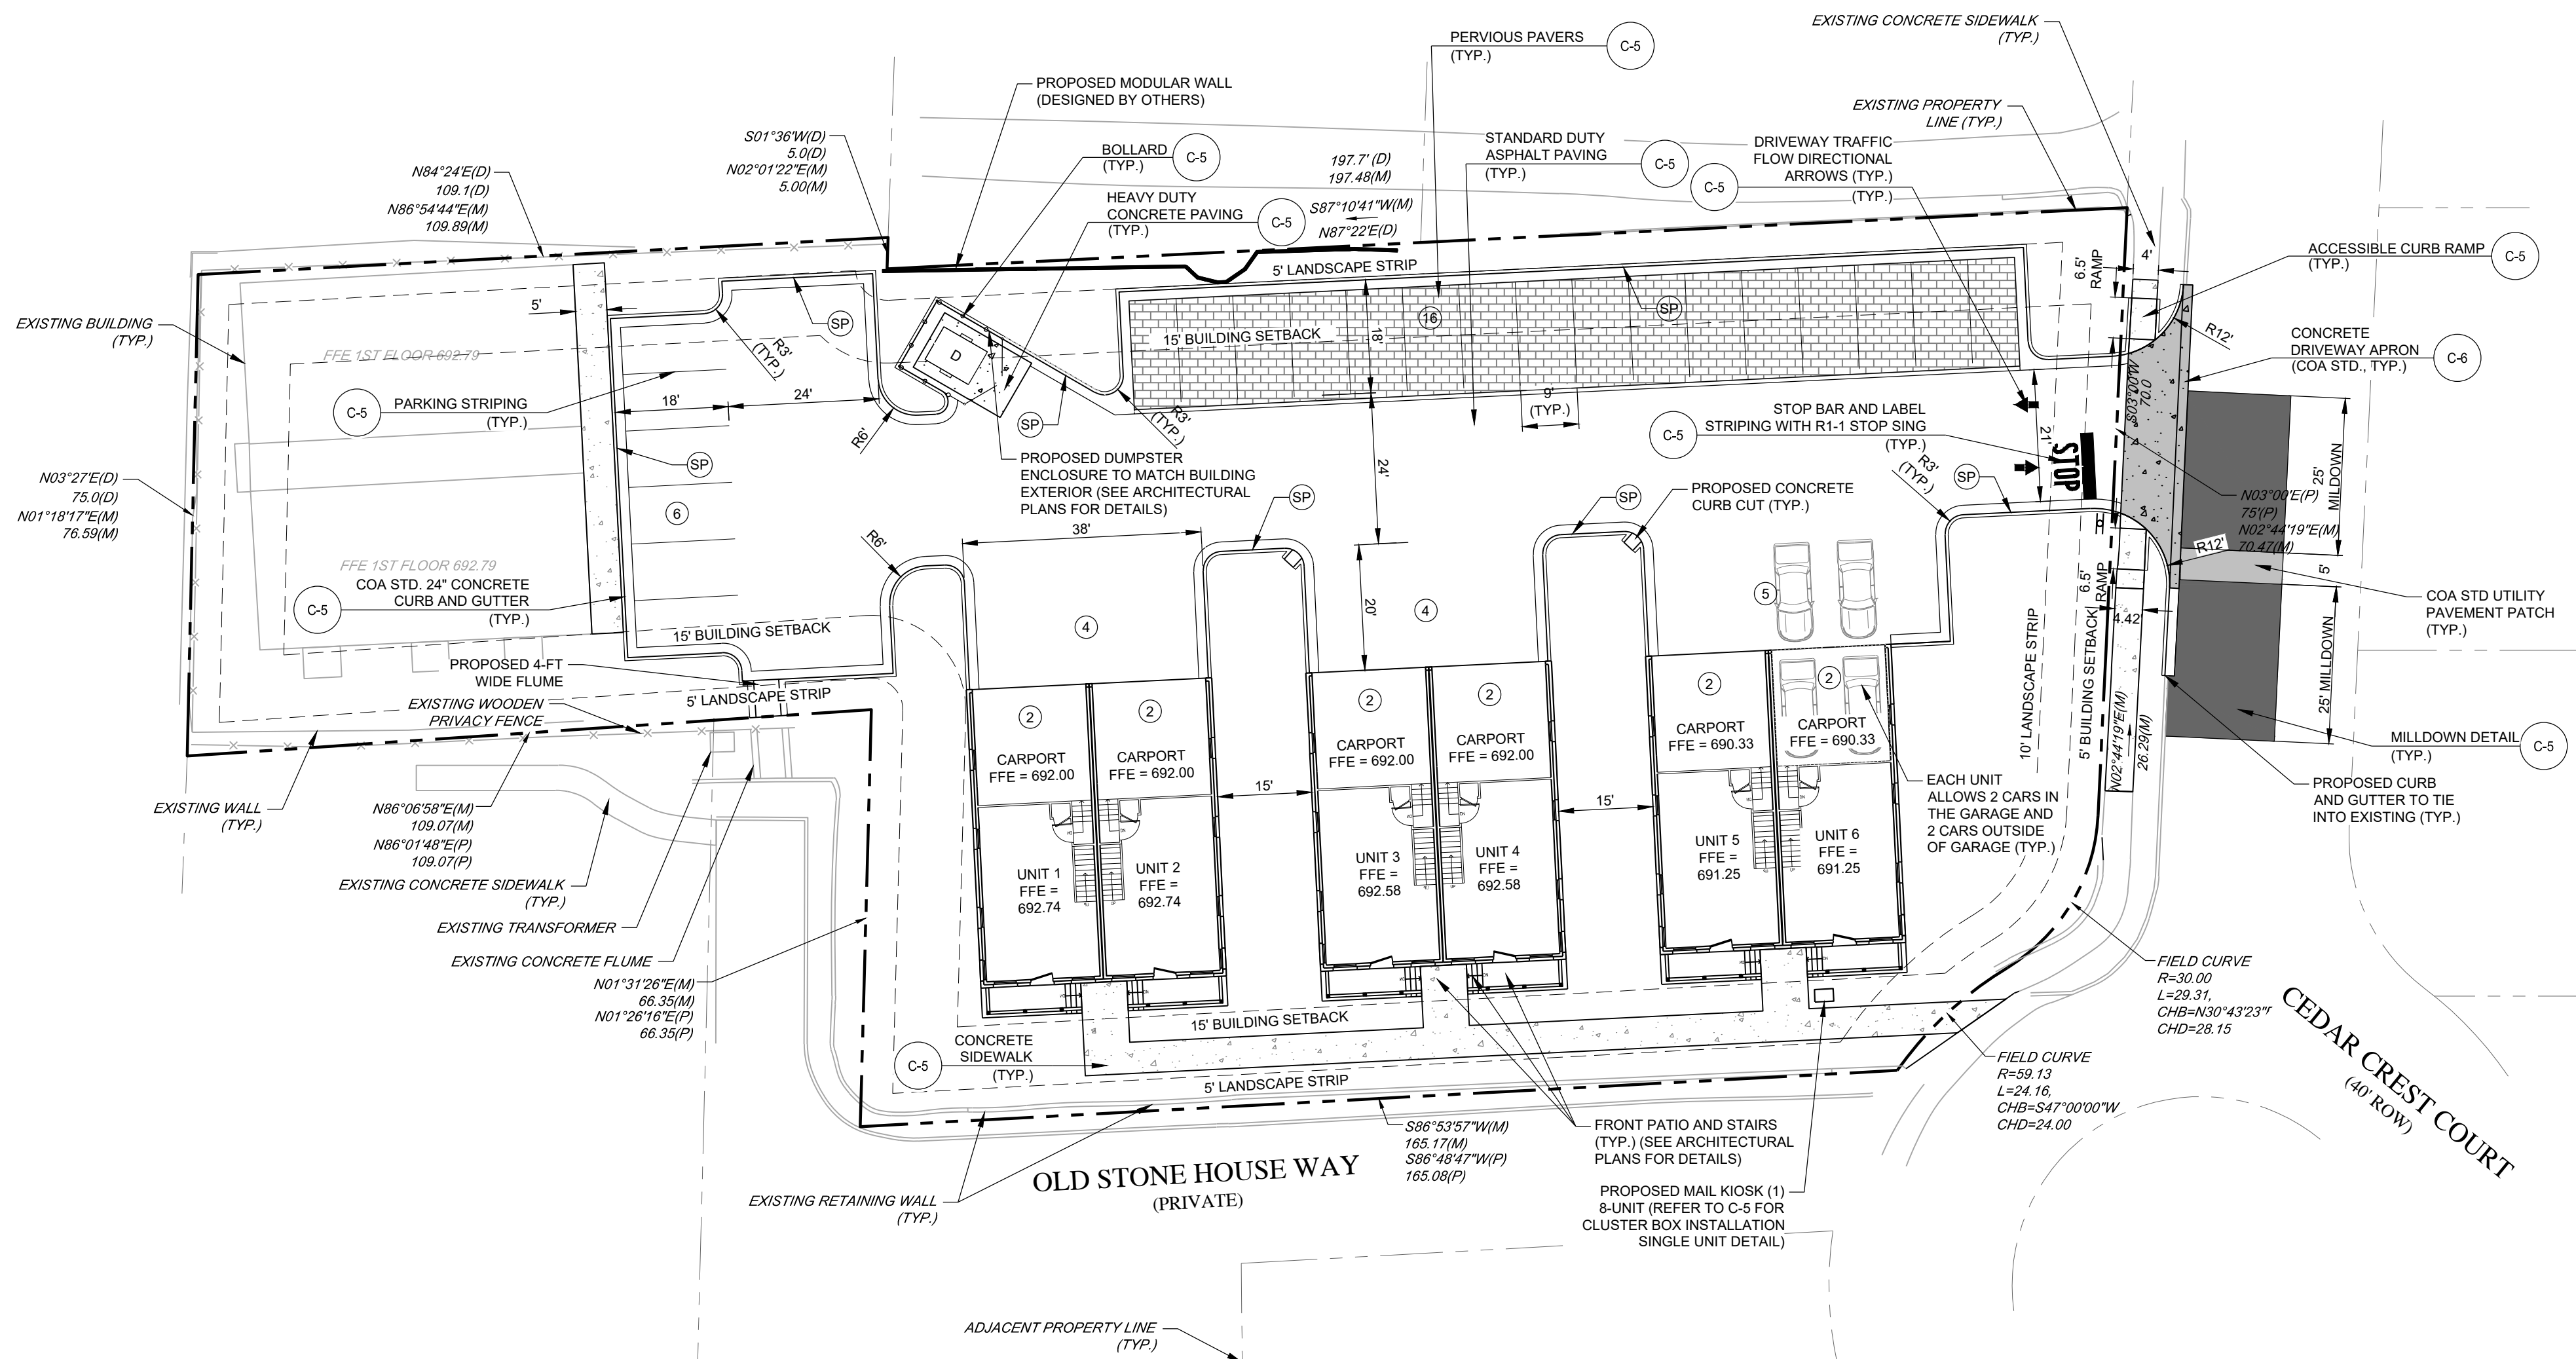 EXISTING CONCRETE SIDEWALK
(TYP.)
PERVIOUS PAVERS
(TYP.)
C-5
PROPOSED MODULAR WALL
(DESIGNED BY OTHERS)
EXISTING PROPERTY
LINE (TYP.)
S01°36'W(D)
5.0(D)
N02°01'22"E(M)
5.00(M)
BOLLARD
(TYP.)
C-5
197.7' (D)
197.48(M)
STANDARD DUTY
ASPHALT PAVING
(TYP.)
C-5
DRIVEWAY TRAFFIC
FLOW DIRECTIONAL
ARROWS (TYP.)
(TYP.)
C-5
N84°24'E(D)
109.1(D)
N86°54'44"E(M)
109.89(M)
HEAVY DUTY
CONCRETE PAVING
(TYP.)
C-5
S87°10'41"W(M)
N87°22'E(D)
5' LANDSCAPE STRIP
4'
6.5'
RAMP
ACCESSIBLE CURB RAMP
(TYP.)
C-5
5'
EXISTING BUILDING
(TYP.)
FFE 1ST FLOOR 692.79
SP
R3'
(TYP.)
D
16
SP
15' BUILDING SETBACK
18'
R12'
CONCRETE
DRIVEWAY APRON
(COA STD., TYP.)
C-6
S03°00'W
70.0
C-5
PARKING STRIPING
(TYP.)
18'
24'
R6'
SP
R3'
(TYP.)
9'
(TYP.)
STOP BAR AND LABEL
STRIPING WITH R1-1 STOP SING
(TYP.)
C-5
21'
STOP
25'
MILDOWN
SP
24'
PROPOSED DUMPSTER
ENCLOSURE TO MATCH BUILDING
EXTERIOR (SEE ARCHITECTURAL
PLANS FOR DETAILS)
R3'
(TYP.)
SP
N03°27'E(D)
75.0(D)
N01°18'17"E(M)
76.59(M)
6
SP
SP
PROPOSED CONCRETE
CURB CUT (TYP.)
N03°00'E(P)
75'(P)
N02°44'19"E(M)
70.47(M)
R6'
38'
R12'
5'
FFE 1ST FLOOR 692.79
COA STD. 24" CONCRETE
CURB AND GUTTER
(TYP.)
C-5
20'
5
6.5'
RAMP
COA STD UTILITY
PAVEMENT PATCH
(TYP.)
4
4
4.42
15' BUILDING SETBACK
10' LANDSCAPE STRIP
5' BUILDING SETBACK
25' MILLDOWN
PROPOSED 4-FT
WIDE FLUME
5' LANDSCAPE STRIP
EXISTING WOODEN
PRIVACY FENCE
2
CARPORT
FFE = 692.00
2
CARPORT
FFE = 692.00
2
CARPORT
FFE = 692.00
2
CARPORT
FFE = 692.00
2
CARPORT
FFE = 690.33
2
CARPORT
FFE = 690.33
N02°44'19"E(M)
26.29(M)
MILLDOWN DETAIL
(TYP.)
C-5
15'
15'
EXISTING WALL
(TYP.)
N86°06'58"E(M)
109.07(M)
N86°01'48"E(P)
109.07(P)
EACH UNIT
ALLOWS 2 CARS IN
THE GARAGE AND
2 CARS OUTSIDE
OF GARAGE (TYP.)
PROPOSED CURB
AND GUTTER TO TIE
INTO EXISTING (TYP.)
UNIT 1
FFE =
692.74
UNIT 2
FFE =
692.74
UNIT 3
FFE =
692.58
UNIT 4
FFE =
692.58
UNIT 5
FFE =
691.25
UNIT 6
FFE =
691.25
EXISTING CONCRETE SIDEWALK
(TYP.)
EXISTING TRANSFORMER
EXISTING CONCRETE FLUME
N01°31'26"E(M)
66.35(M)
N01°26'16"E(P)
66.35(P)
FIELD CURVE
R=30.00
L=29.31,
CHB=N30°43'23"
CHD=28.15
15' BUILDING SETBACK
CONCRETE
SIDEWALK
(TYP.)
C-5
5' LANDSCAPE STRIP
FIELD CURVE
R=59.13
L=24.16,
CHB=S47°00'00"W
CHD=24.00
CEDAR CREST COURT
(40' ROW)
S86°53'57"W(M)
165.17(M)
S86°48'47"W(P)
165.08(P)
FRONT PATIO AND STAIRS
(TYP.) (SEE ARCHITECTURAL
PLANS FOR DETAILS)
OLD STONE HOUSE WAY
(PRIVATE)
EXISTING RETAINING WALL
(TYP.)
PROPOSED MAIL KIOSK (1)
8-UNIT (REFER TO C-5 FOR
CLUSTER BOX INSTALLATION
SINGLE UNIT DETAIL)
ADJACENT PROPERTY LINE
(TYP.)